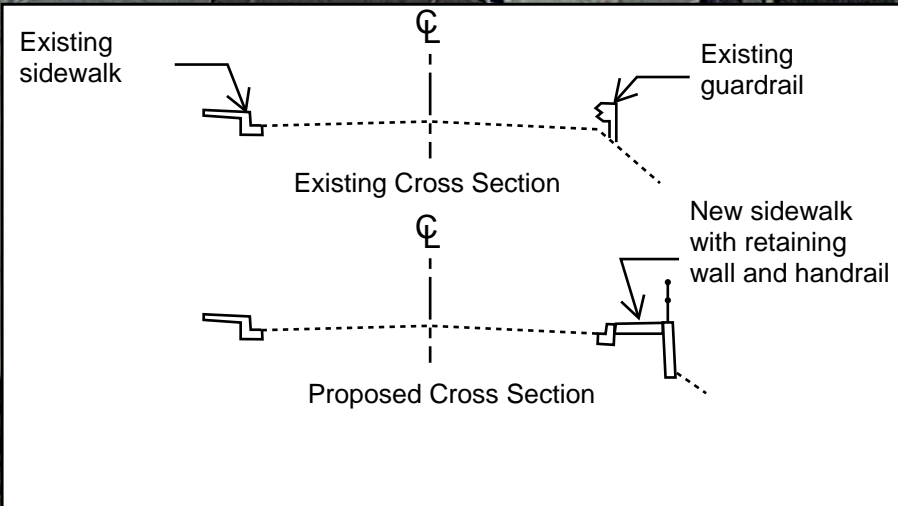 ℄
Existing
sidewalk
Existing
guardrail
Existing Cross Section
℄
New sidewalk
with retaining
wall and handrail
Proposed Cross Section